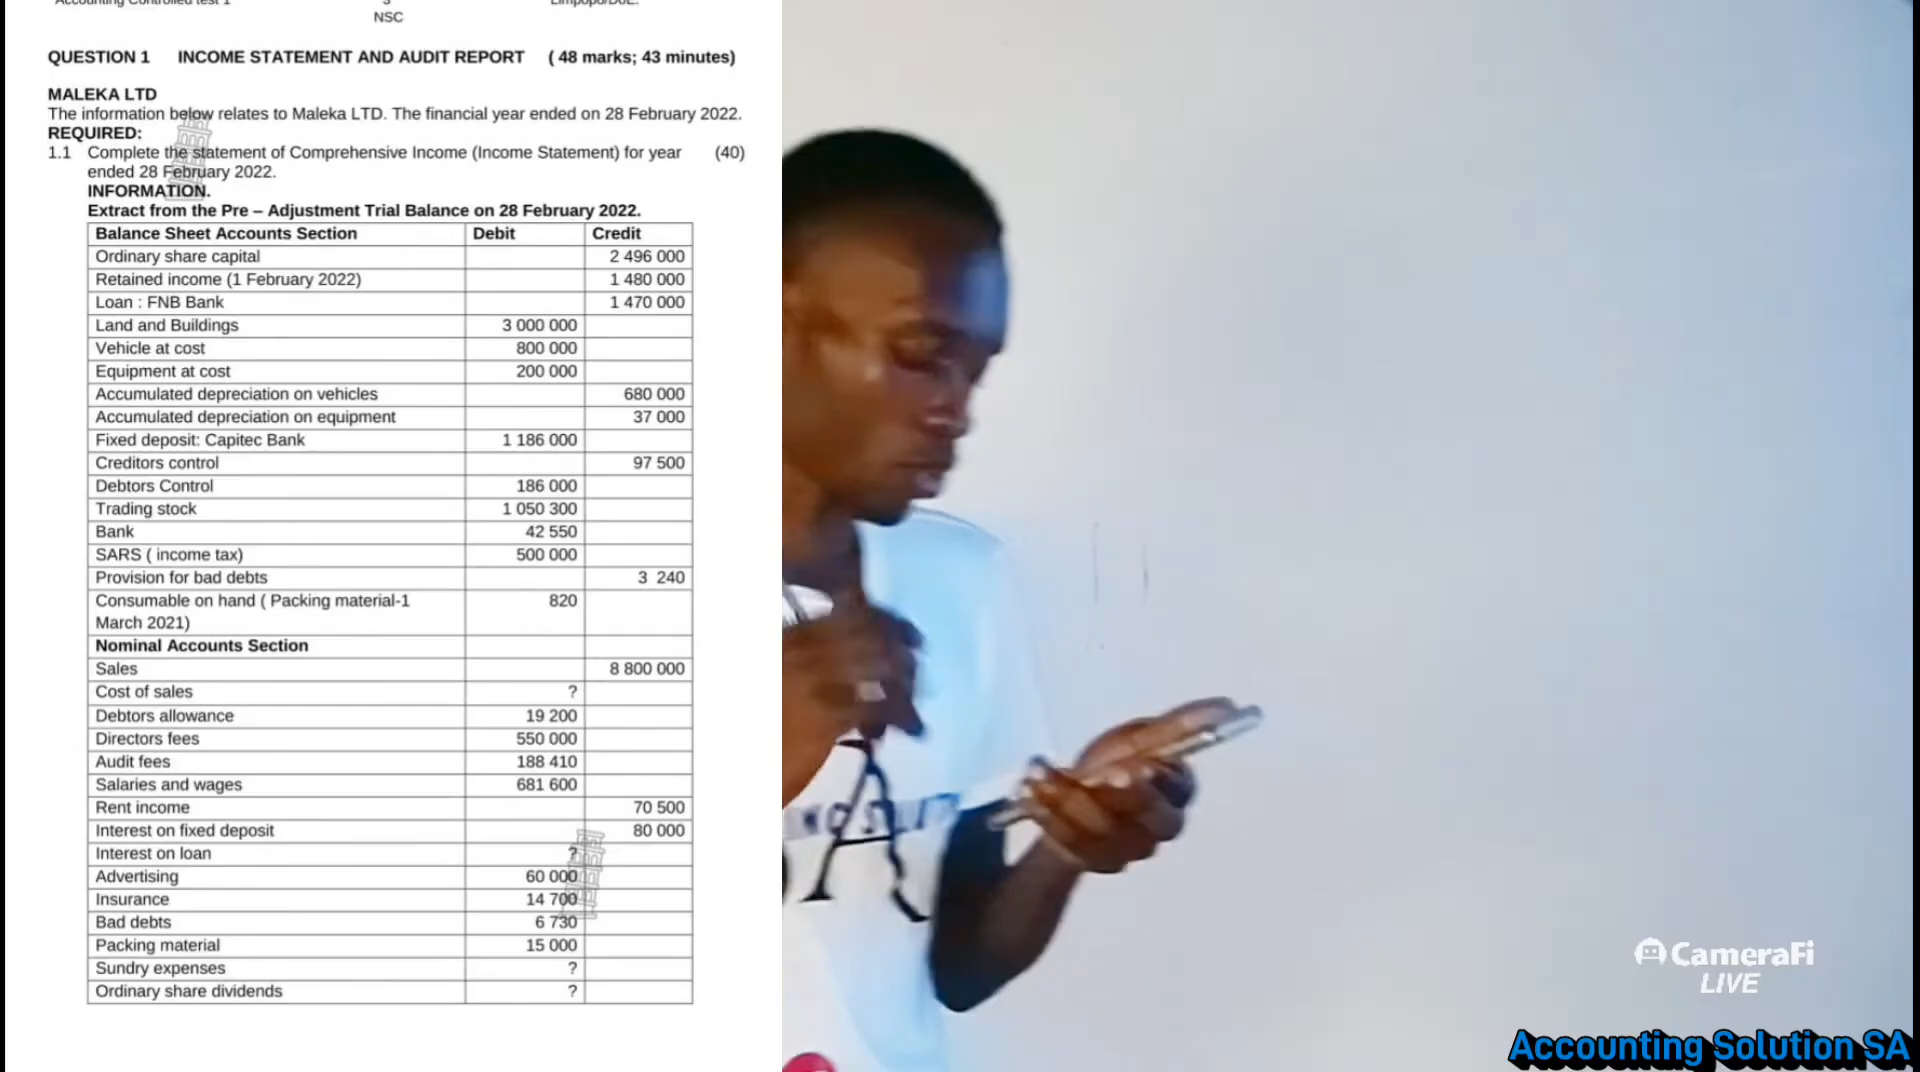 Accounting Controlled test 1 3 Limpopo/DoE.
NSC
QUESTION 1 INCOME STATEMENT AND AUDIT REPORT ( 48 marks; 43 minutes)
MALEKA LTD
The information below relates to Maleka LTD. The financial year ended on 28 February 2022.
REQUIRED:
1.1 Complete the statement of Comprehensive Income (Income Statement) for year (40)
ended 28 February 2022.
INFORMATION.
Extract from the Pre – Adjustment Trial Balance on 28 February 2022.
Balance Sheet Accounts Section Debit Credit
Ordinary share capital 2 496 000
Retained income (1 February 2022) 1 480 000
Loan : FNB Bank 1 470 000
Land and Buildings 3 000 000
Vehicle at cost 800 000
Equipment at cost 200 000
Accumulated depreciation on vehicles 680 000
Accumulated depreciation on equipment 37 000
Fixed deposit: Capitec Bank 1 186 000
Creditors control 97 500
Debtors Control 186 000
Trading stock 1 050 300
Bank 42 550
SARS ( income tax) 500 000
Provision for bad debts 3 240
Consumable on hand ( Packing material-1 820
March 2021)
Nominal Accounts Section
Sales 8 800 000
Cost of sales ?
Debtors allowance 19 200
Directors fees 550 000
Audit fees 188 410
Salaries and wages 681 600
Rent income 70 500
Interest on fixed deposit 80 000
Interest on loan ?
Advertising 60 000
Insurance 14 700
Bad debts 6 730
Packing material 15 000
Sundry expenses ?
Ordinary share dividends ?
CameraFi
LIVE
Accounting Solution SA